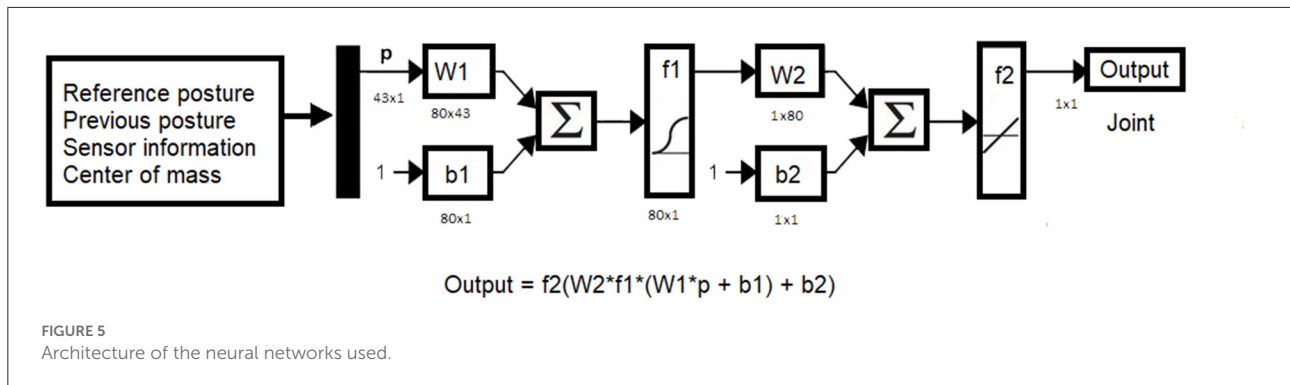 Reference posture
Previous posture
Sensor information
Center of mass
p
43x1
W1
80x43
1
b1
80x1
Σ
f1
80x1
W2
1x80
1
b2
1x1
Σ
f2
1x1
Output
Joint
Output = f2(W2*f1*(W1*p + b1) + b2)
FIGURE 5
Architecture of the neural networks used.